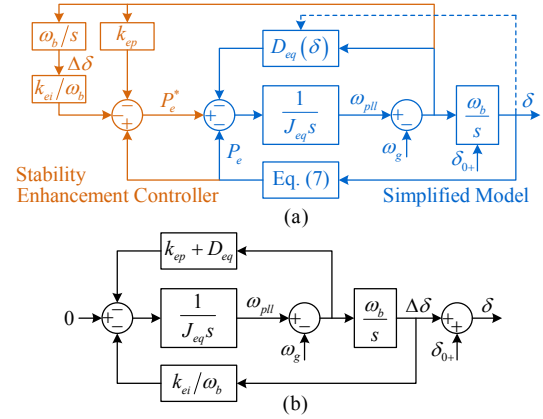 ω_b/s
k_ep
Δδ
k_ei/ω_b
P_e^*
D_eq(δ)
1
J_eq s
ω_pll
ω_g
ω_b
s
δ
δ_0+
P_e
Eq. (7)
Stability
Enhancement Controller
Simplified Model
(a)
k_ep + D_eq
0
1
J_eq s
ω_pll
ω_g
ω_b
s
Δδ
δ
δ_0+
k_ei/ω_b
(b)